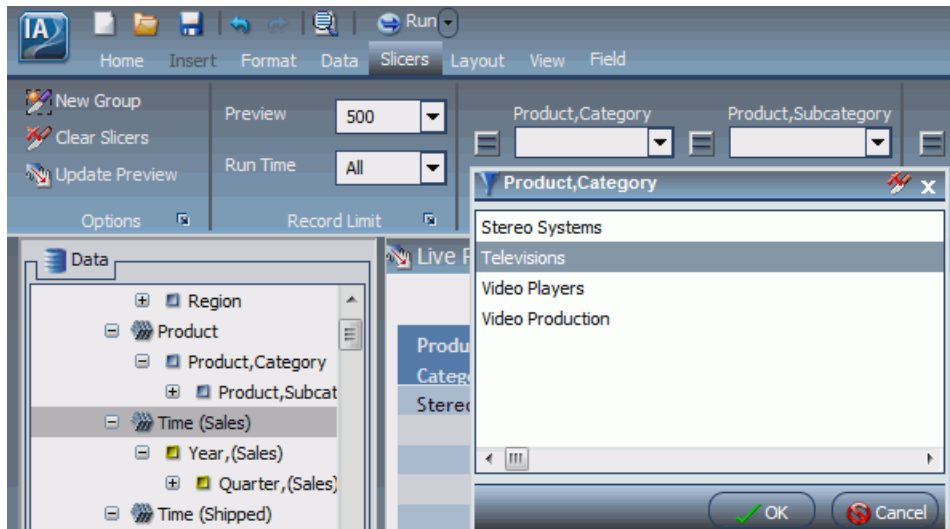 IA
Run
Home Insert Format Data Slicers Layout View Field
New Group
Clear Slicers
Update Preview
Options
Preview 500
Run Time All
Record Limit
Product,Category
Product,Subcategory
Product,Category
Stereo Systems
Televisions
Video Players
Video Production
OK Cancel
Data
Region
Product
Product,Category
Product,Subcat
Time (Sales)
Year,(Sales)
Quarter,(Sales)
Time (Shipped)
Live
Produ
Categ
Stereo